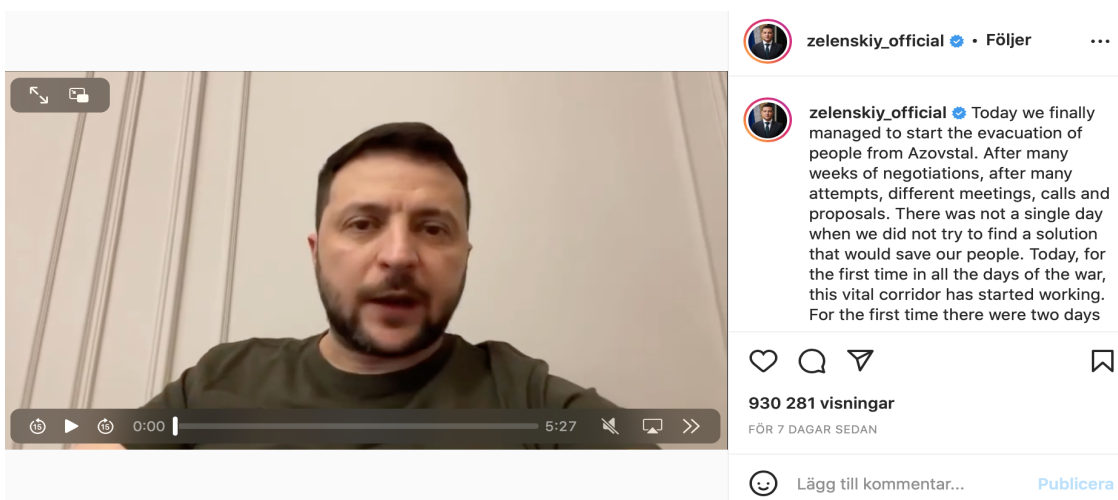 zelenskiy_official • Följer
zelenskiy_official Today we finally
managed to start the evacuation of
people from Azovstal. After many
weeks of negotiations, after many
attempts, different meetings, calls and
proposals. There was not a single day
when we did not try to find a solution
that would save our people. Today, for
the first time in all the days of the war,
this vital corridor has started working.
For the first time there were two days
15 15 0:00 5:27
930 281 visningar
FÖR 7 DAGAR SEDAN
Lägg till kommentar... Publicera